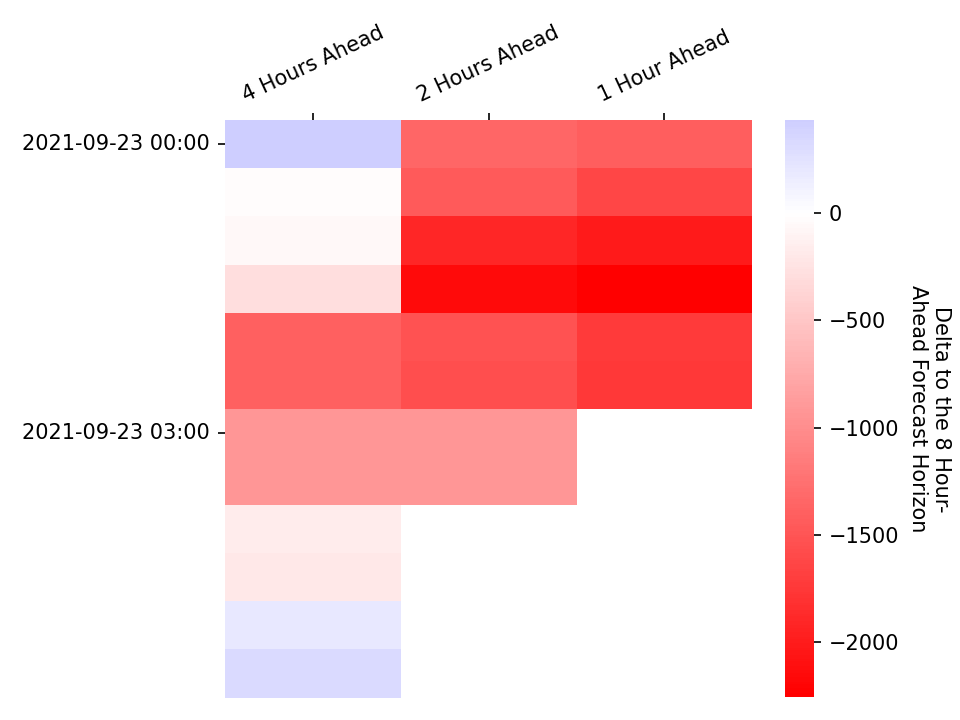 4 Hours Ahead
2 Hours Ahead
1 Hour Ahead
2021-09-23 00:00
2021-09-23 03:00
0
−500
−1000
−1500
−2000
Delta to the 8 Hour-
Ahead Forecast Horizon